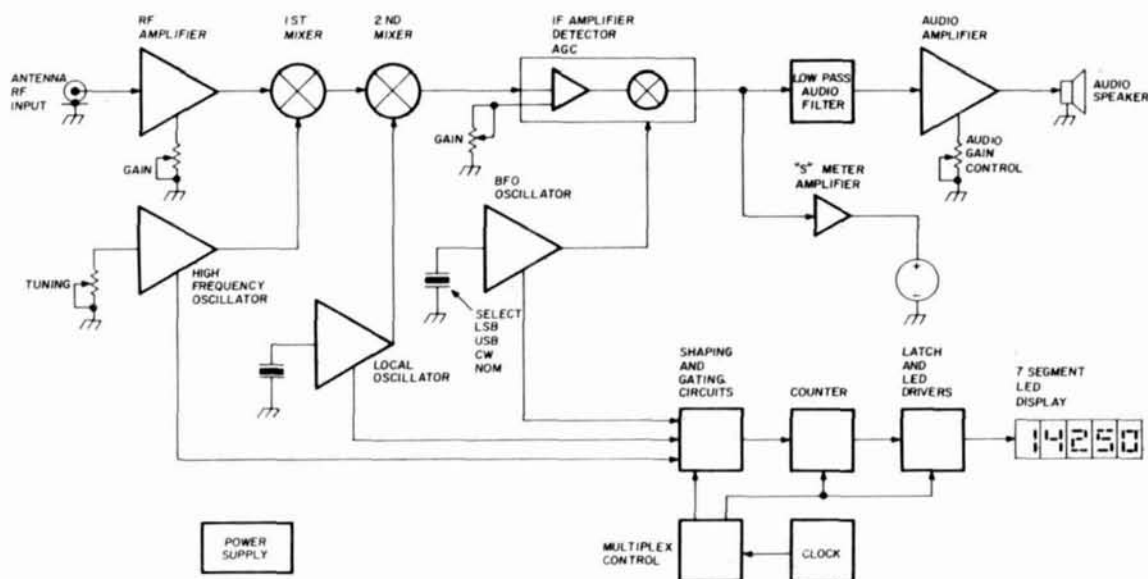 RF
AMPLIFIER
1ST
MIXER
2 ND
MIXER
IF AMPLIFIER
DETECTOR
AGC
AUDIO
AMPLIFIER
ANTENNA
RF
INPUT
LOW PASS
AUDIO
FILTER
AUDIO
SPEAKER
GAIN
GAIN
AUDIO
GAIN
CONTROL
"S" METER
AMPLIFIER
BFO
OSCILLATOR
TUNING
HIGH
FREQUENCY
OSCILLATOR
+
−
SELECT
LSB
USB
CW
NOM
LOCAL
OSCILLATOR
SHAPING
AND
GATING
CIRCUITS
COUNTER
LATCH
AND
LED
DRIVERS
7 SEGMENT
LED
DISPLAY
14250
POWER
SUPPLY
MULTIPLEX
CONTROL
CLOCK